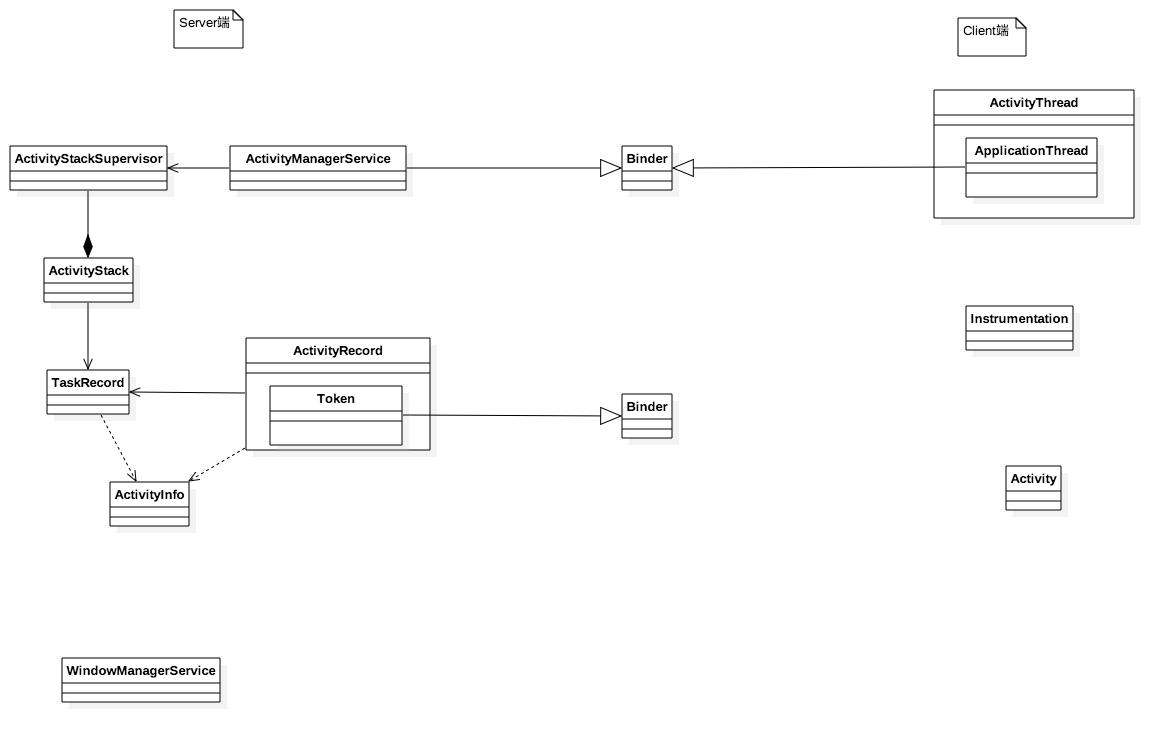 Server端
Client端
ActivityThread
ApplicationThread
ActivityStackSupervisor
ActivityManagerService
Binder
ActivityStack
Instrumentation
ActivityRecord
TaskRecord
Token
Binder
Activity
ActivityInfo
WindowManagerService